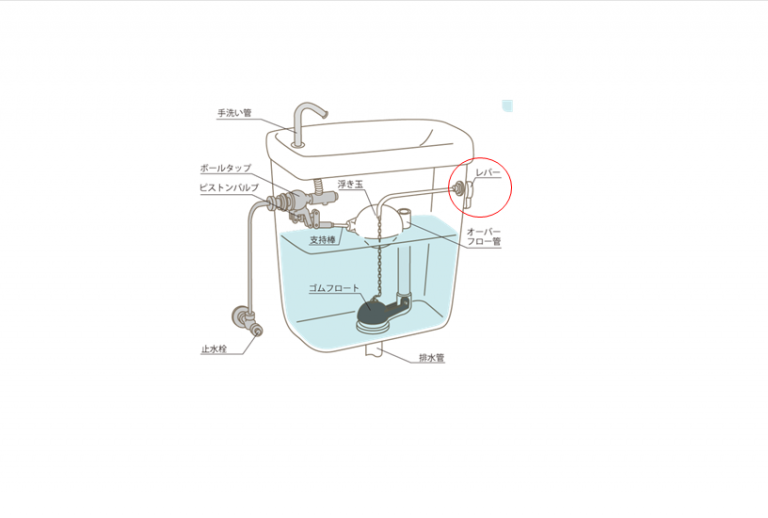 手洗い管
ボールタップ
ピストンバルブ
浮き玉
レバー
支持棒
オーバー
フロー管
ゴムフロート
止水栓
排水管